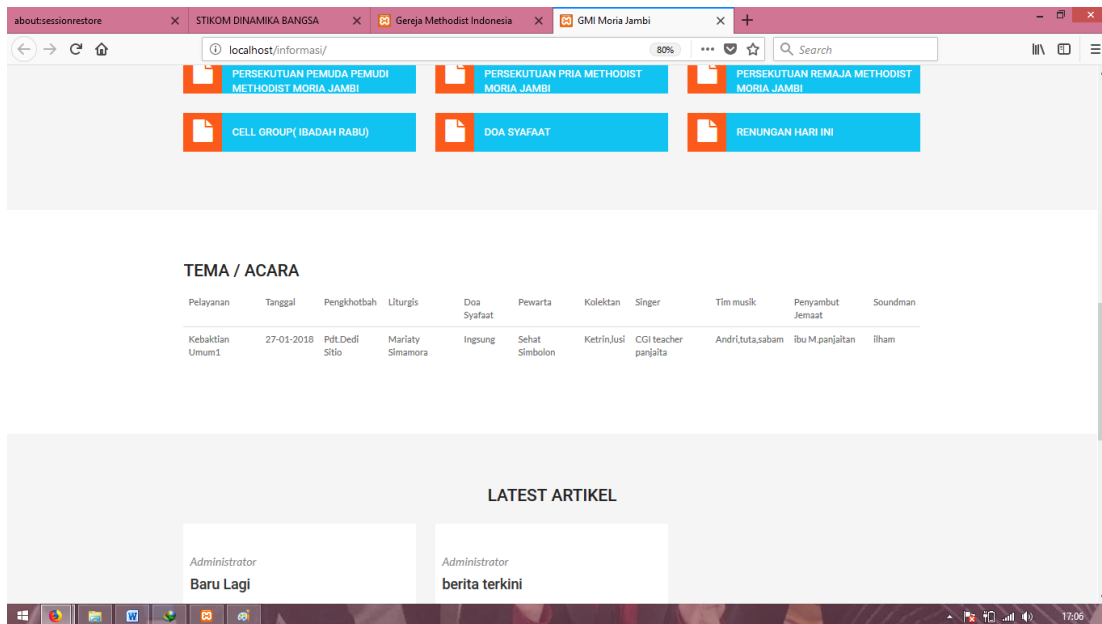 about:sessionrestore
STIKOM DINAMIKA BANGSA
Gereja Methodist Indonesia
GMI Moria Jambi
localhost/informasi/
80%
Search
PERSEKUTUAN PEMUDA PEMUDI
METHODIST MORIA JAMBI
PERSEKUTUAN PRIA METHODIST
MORIA JAMBI
PERSEKUTUAN REMAJA METHODIST
MORIA JAMBI
CELL GROUP( IBADAH RABU)
DOA SYAFAAT
RENUNGAN HARI INI
TEMA / ACARA
Pelayanan Tanggal Pengkhotbah Liturgis Doa Syafaat Pewarta Kolektan Singer Tim musik Penyambut Jemaat Soundman
Kebaktian Umum1 27-01-2018 Pdt.Dedi Sitio Mariaty Simamora Ingsung Sehat Simbolon Ketrin,lusi CGI teacher panjaita Andri,tuta,sabam ibu M.panjaitan ilham
LATEST ARTIKEL
Administrator
Baru Lagi
Administrator
berita terkini
17:06